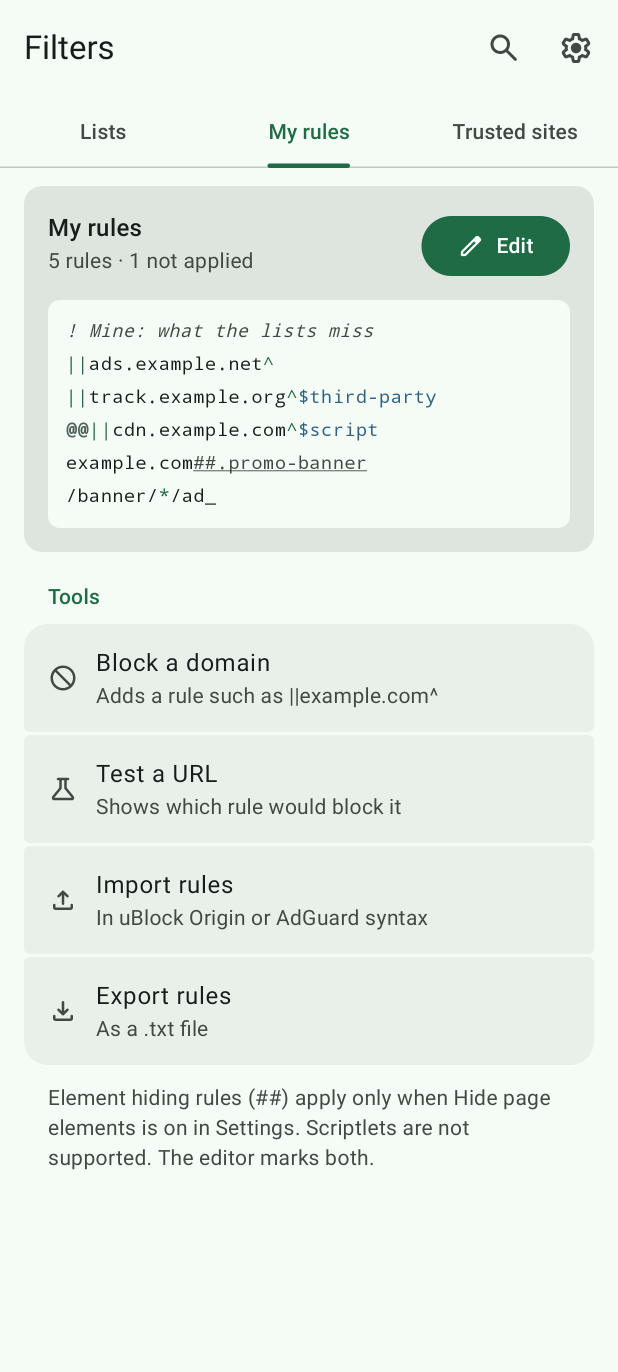 Filters
Lists
My rules
Trusted sites
My rules
5 rules · 1 not applied
Edit
! Mine: what the lists miss
||ads.example.net^
||track.example.org^$third-party
@@||cdn.example.com^$script
example.com##.promo-banner
/banner/*/ad_
Tools
Block a domain
Adds a rule such as ||example.com^
Test a URL
Shows which rule would block it
Import rules
In uBlock Origin or AdGuard syntax
Export rules
As a .txt file
Element hiding rules (##) apply only when Hide page
elements is on in Settings. Scriptlets are not
supported. The editor marks both.